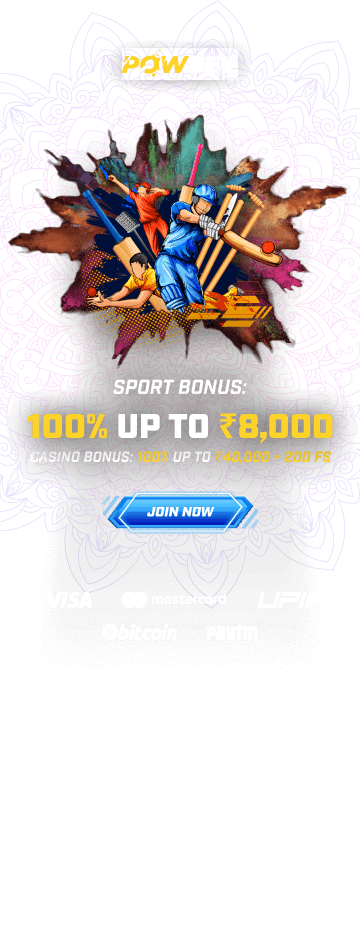 POW
SPORT BONUS:
100% UP TO ₹8,000
CASINO BONUS: 100% UP TO ₹40,000 + 200 FS
JOIN NOW
VISA mastercard UPI
bitcoin paytm